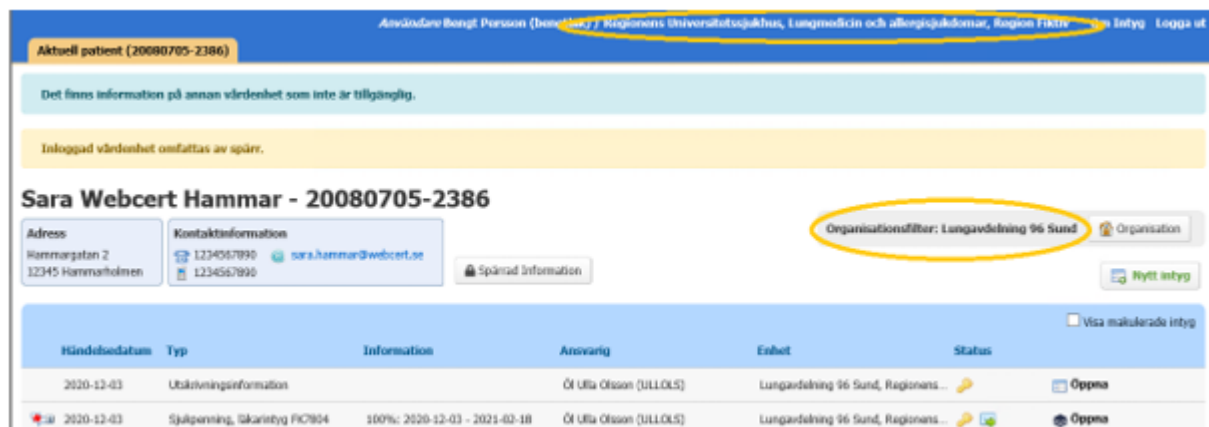 Användare Bengt Persson / Regionens Universitetssjukhus, Lungmedicin och allergisjukdomar, Region Fiktiv Om Intyg Logga ut
Aktuell patient (20080705-2386)
Det finns information på annan vårdenhet som inte är tillgänglig.
Inloggad vårdenhet omfattas av spärr.
Sara Webcert Hammar - 20080705-2386
Adress Kontaktinformation Organisationsfilter: Lungavdelning 96 Sund Organisation
Hammargatan 2 1234567890 sara.hammar@webcert.se
12345 Hammarholmen 1234567890 Spärrad Information Nytt intyg
Visa makulerade intyg
Händelsedatum Typ Information Ansvarig Enhet Status
2020-12-03 Utskrivningsinformation Öl Ulla Olsson (ULLOLS) Lungavdelning 96 Sund, Regionens... Öppna
2020-12-03 Sjukpenning, läkarintyg FK7804 100%: 2020-12-03 - 2021-02-18 Öl Ulla Olsson (ULLOLS) Lungavdelning 96 Sund, Regionens... Öppna